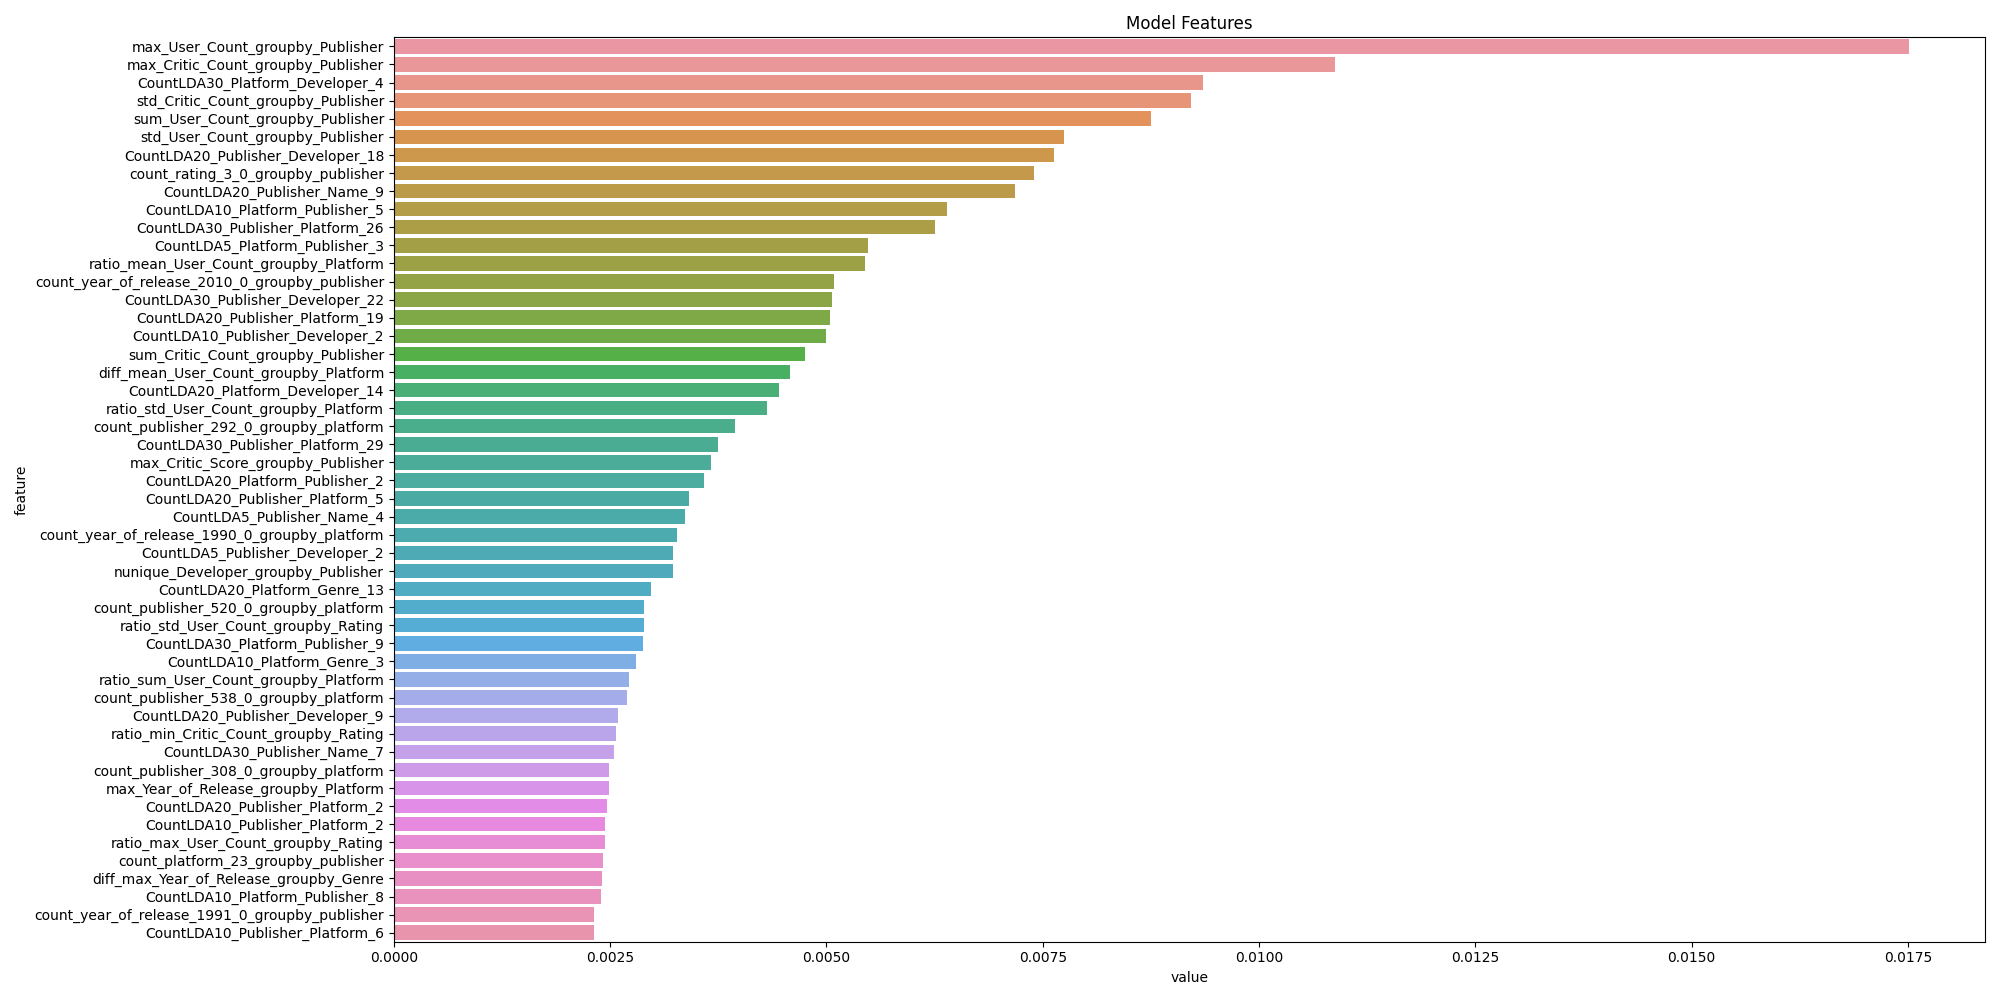 Model Features
max_User_Count_groupby_Publisher
max_Critic_Count_groupby_Publisher
CountLDA30_Platform_Developer_4
std_Critic_Count_groupby_Publisher
sum_User_Count_groupby_Publisher
std_User_Count_groupby_Publisher
CountLDA20_Publisher_Developer_18
count_rating_3_0_groupby_publisher
CountLDA20_Publisher_Name_9
CountLDA10_Platform_Publisher_5
CountLDA30_Publisher_Platform_26
CountLDA5_Platform_Publisher_3
ratio_mean_User_Count_groupby_Platform
count_year_of_release_2010_0_groupby_publisher
CountLDA30_Publisher_Developer_22
CountLDA20_Publisher_Platform_19
CountLDA10_Publisher_Developer_2
sum_Critic_Count_groupby_Publisher
diff_mean_User_Count_groupby_Platform
CountLDA20_Platform_Developer_14
ratio_std_User_Count_groupby_Platform
count_publisher_292_0_groupby_platform
CountLDA30_Publisher_Platform_29
max_Critic_Score_groupby_Publisher
CountLDA20_Platform_Publisher_2
CountLDA20_Publisher_Platform_5
CountLDA5_Publisher_Name_4
count_year_of_release_1990_0_groupby_platform
CountLDA5_Publisher_Developer_2
nunique_Developer_groupby_Publisher
CountLDA20_Platform_Genre_13
count_publisher_520_0_groupby_platform
ratio_std_User_Count_groupby_Rating
CountLDA30_Platform_Publisher_9
CountLDA10_Platform_Genre_3
ratio_sum_User_Count_groupby_Platform
count_publisher_538_0_groupby_platform
CountLDA20_Publisher_Developer_9
ratio_min_Critic_Count_groupby_Rating
CountLDA30_Publisher_Name_7
count_publisher_308_0_groupby_platform
max_Year_of_Release_groupby_Platform
CountLDA20_Publisher_Platform_2
CountLDA10_Publisher_Platform_2
ratio_max_User_Count_groupby_Rating
count_platform_23_groupby_publisher
diff_max_Year_of_Release_groupby_Genre
CountLDA10_Platform_Publisher_8
count_year_of_release_1991_0_groupby_publisher
CountLDA10_Publisher_Platform_6
feature
0.0000 0.0025 0.0050 0.0075 0.0100 0.0125 0.0150 0.0175
value